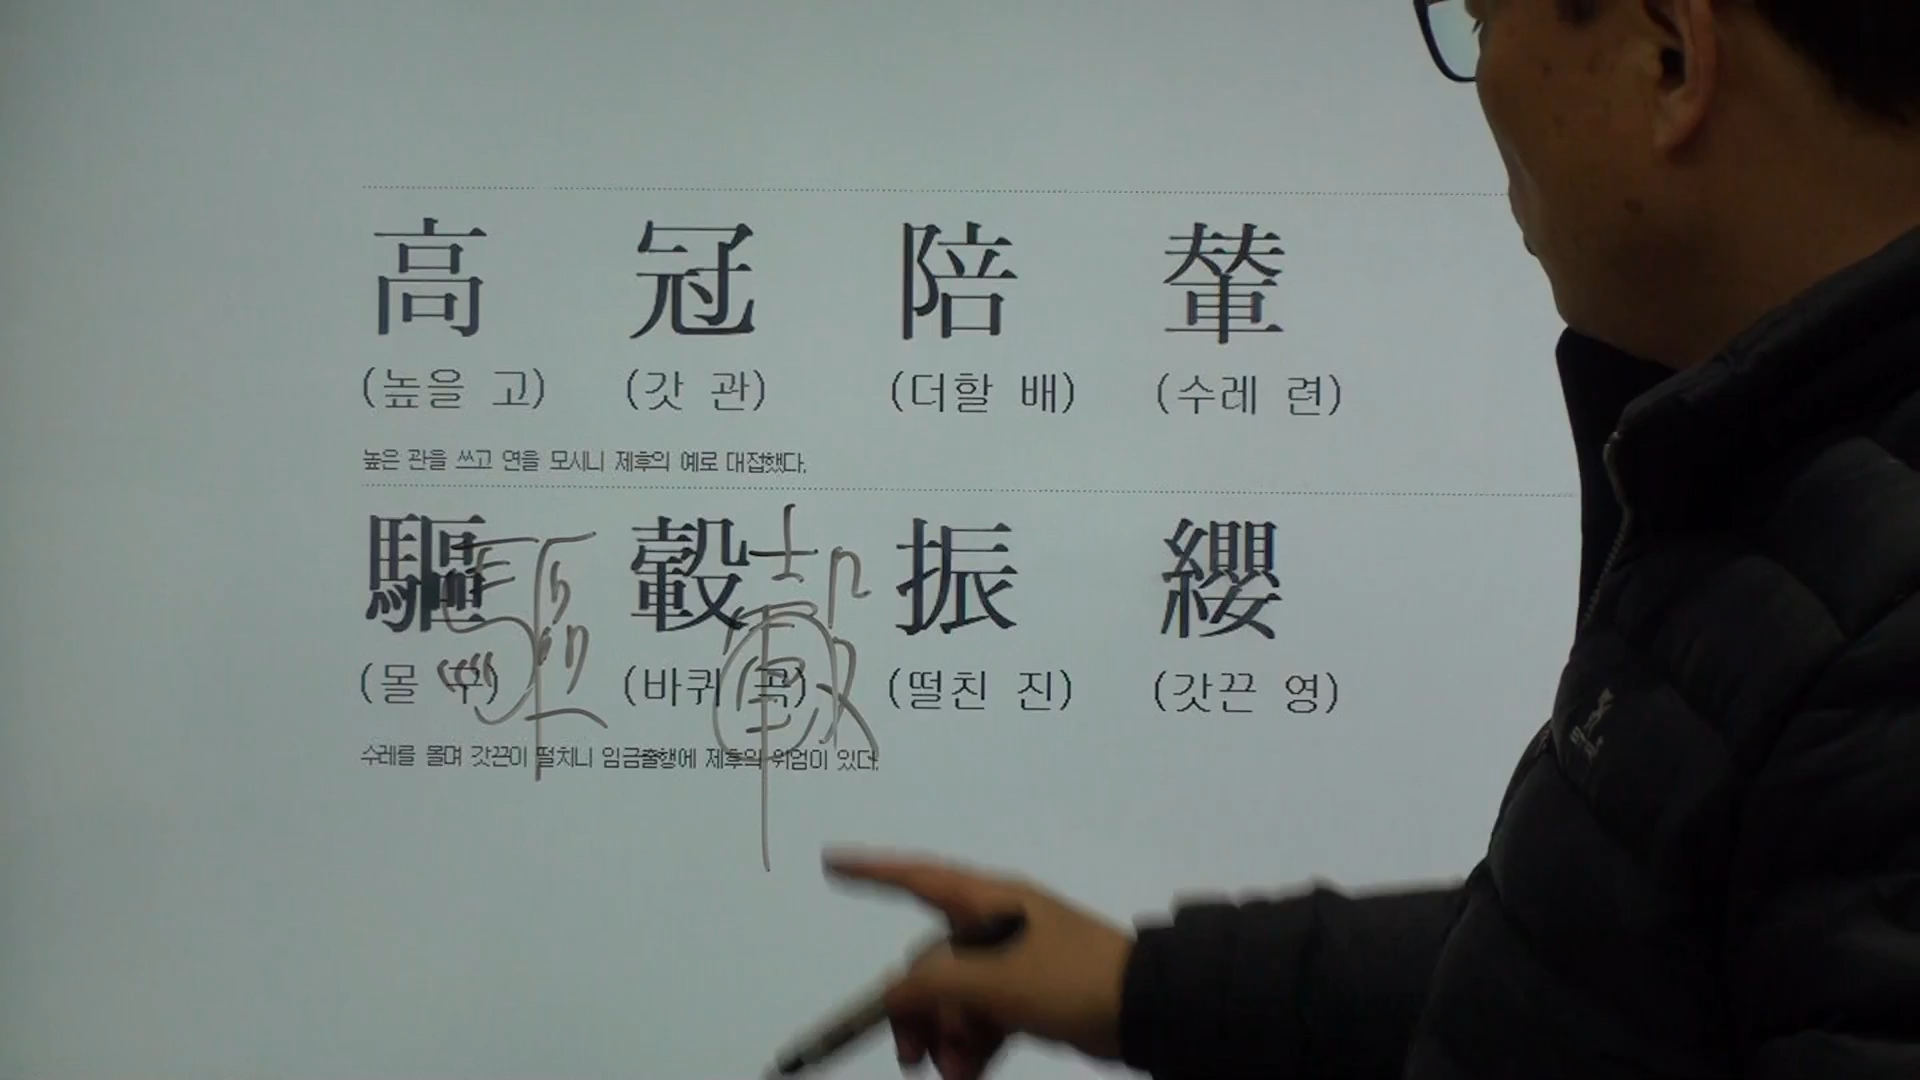 高 冠 陪 輦
(높을 고) (갓 관) (더할 배) (수레 련)
높은 관을 쓰고 연을 모시니 제후의 예로 대접했다.
驅 轂 振 纓
驅 轂
(몰 구) (바퀴 곡) (떨친 진) (갓끈 영)
수레를 몰며 갓끈이 떨치니 임금출행에 제후의 위엄이 있다.